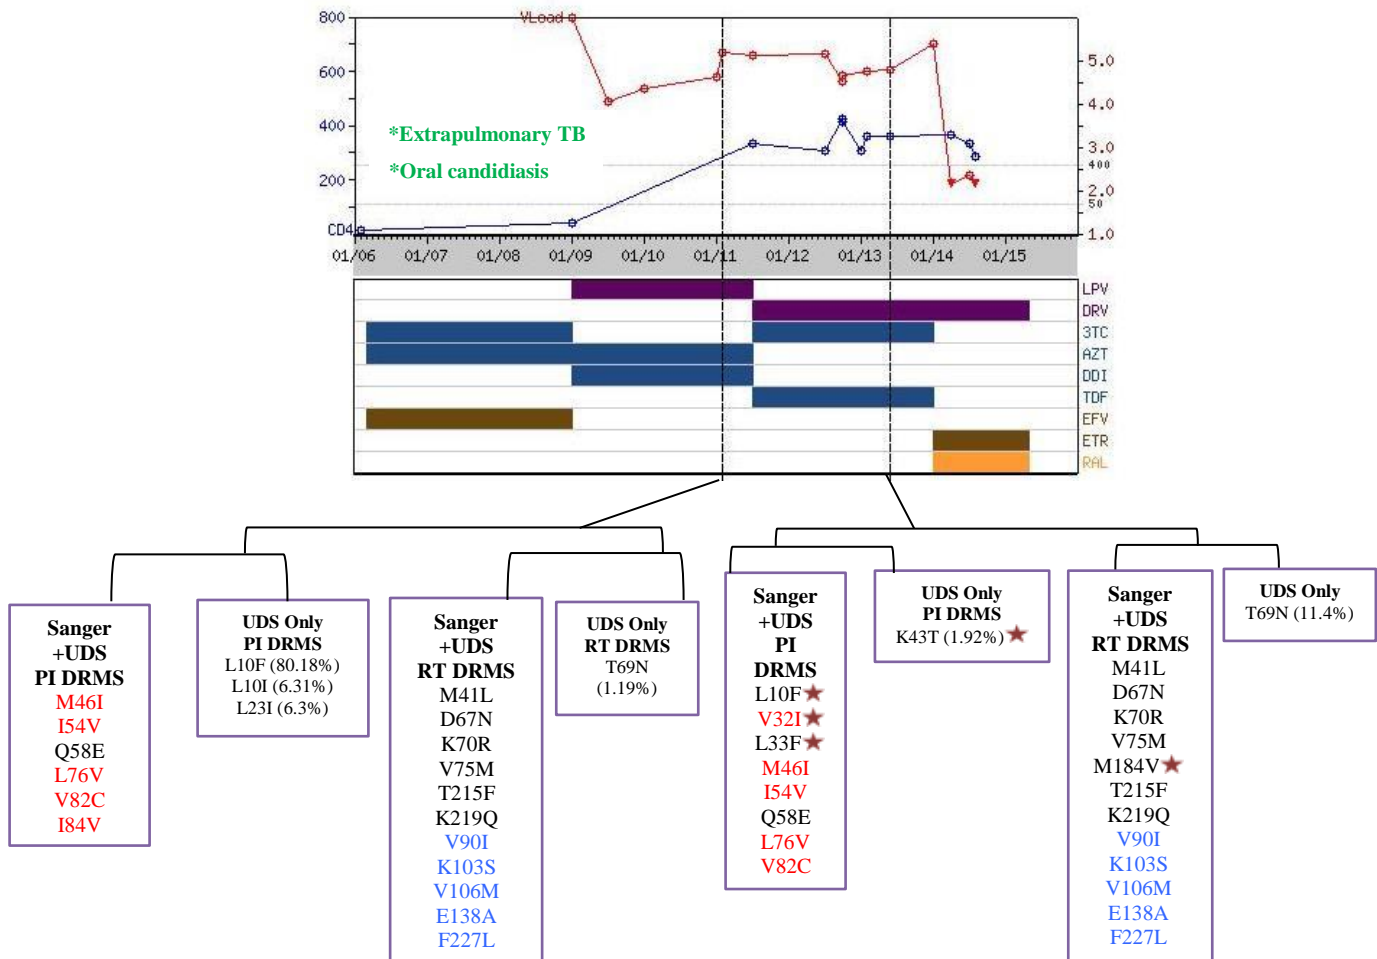 800
VLoad
600
400
200
CD4
5.0
4.0
3.0
400
2.0
50
1.0
*Extrapulmonary TB
*Oral candidiasis
01/06 01/07 01/08 01/09 01/10 01/11 01/12 01/13 01/14 01/15
LPV
DRV
3TC
AZT
DDI
TDF
EFV
ETR
RAL
Sanger
+UDS
PI DRMS
M46I
I54V
Q58E
L76V
V82C
I84V
UDS Only
PI DRMS
L10F (80.18%)
L10I (6.31%)
L23I (6.3%)
Sanger
+UDS
RT DRMS
M41L
D67N
K70R
V75M
T215F
K219Q
V90I
K103S
V106M
E138A
F227L
UDS Only
RT DRMS
T69N
(1.19%)
Sanger
+UDS
PI
DRMS
L10F
V32I
L33F
M46I
I54V
Q58E
L76V
V82C
UDS Only
PI DRMS
K43T (1.92%)
Sanger
+UDS
RT DRMS
M41L
D67N
K70R
V75M
M184V
T215F
K219Q
V90I
K103S
V106M
E138A
F227L
UDS Only
T69N (11.4%)